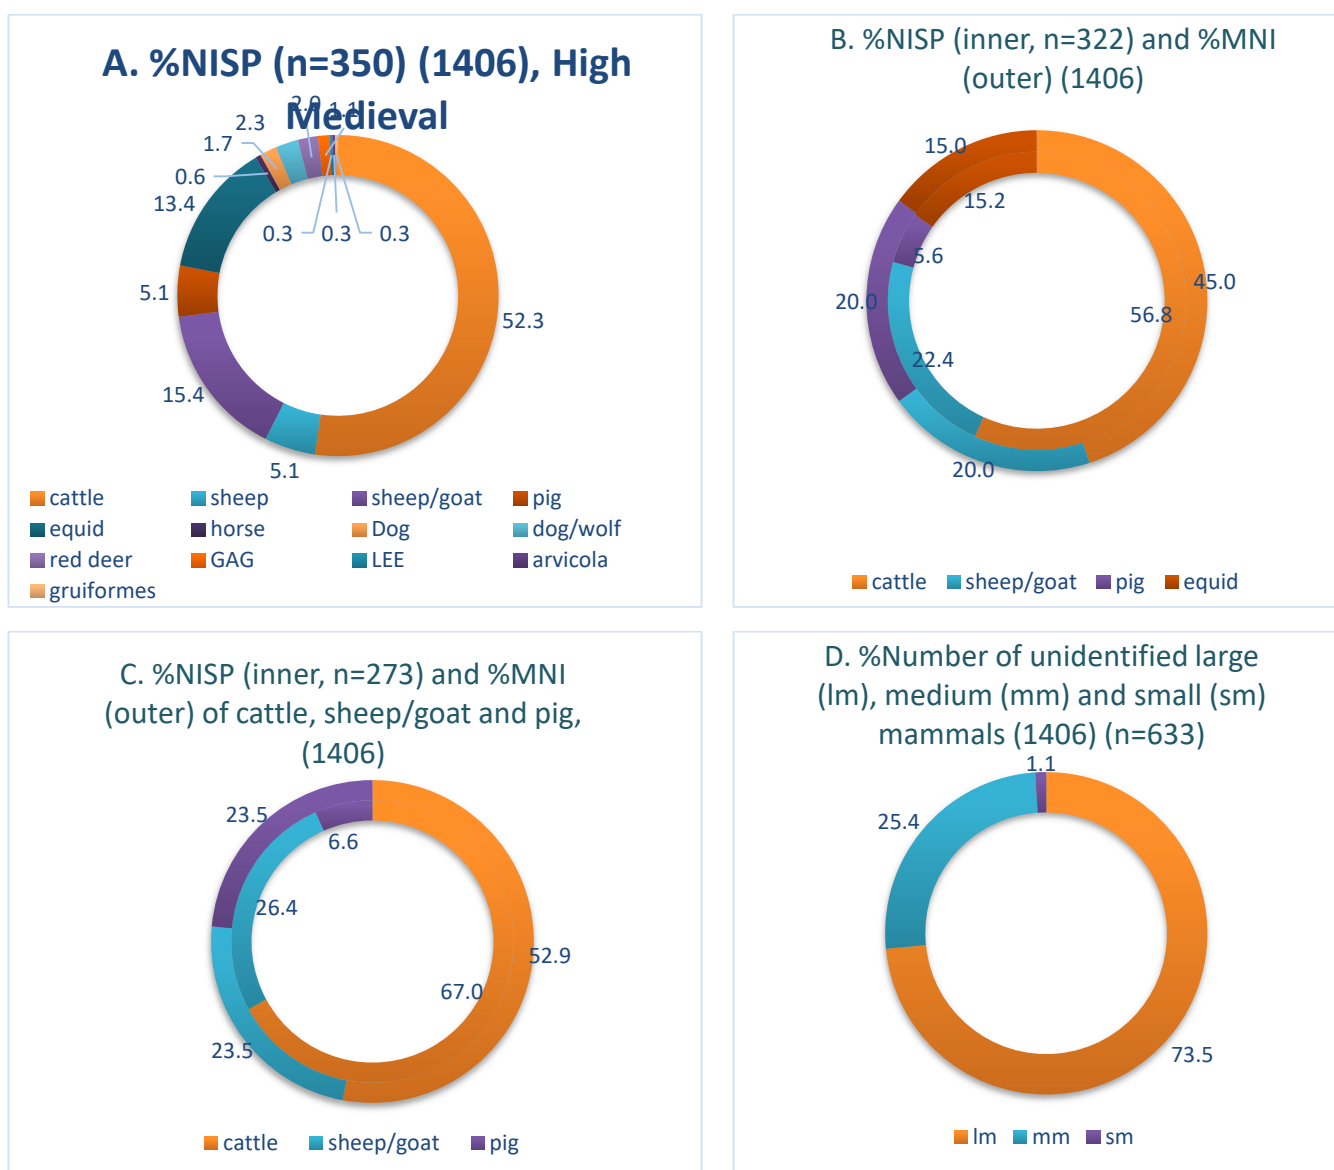 A. %NISP (n=350) (1406), High
Medieval
2.0
1.1
2.3
1.7
0.6
13.4
0.3
0.3
0.3
5.1
52.3
15.4
5.1
cattle
sheep
sheep/goat
pig
equid
horse
Dog
dog/wolf
red deer
GAG
LEE
arvicola
gruiformes
B. %NISP (inner, n=322) and %MNI
(outer) (1406)
15.0
15.2
5.6
45.0
20.0
56.8
22.4
20.0
cattle
sheep/goat
pig
equid
C. %NISP (inner, n=273) and %MNI
(outer) of cattle, sheep/goat and pig,
(1406)
23.5
6.6
26.4
52.9
67.0
23.5
cattle
sheep/goat
pig
D. %Number of unidentified large
(lm), medium (mm) and small (sm)
mammals (1406) (n=633)
1.1
25.4
73.5
lm
mm
sm